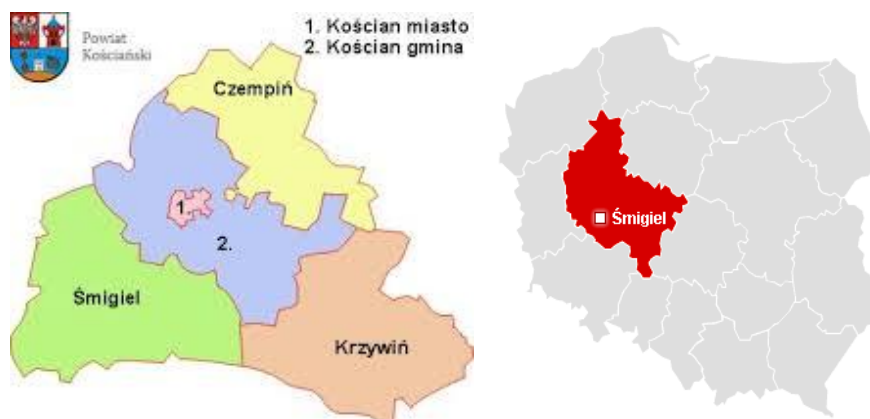 Powiat
Kościański
1. Kościan miasto
2. Kościan gmina
Czempiń
1.
2.
Śmigiel
Krzywiń
Śmigiel